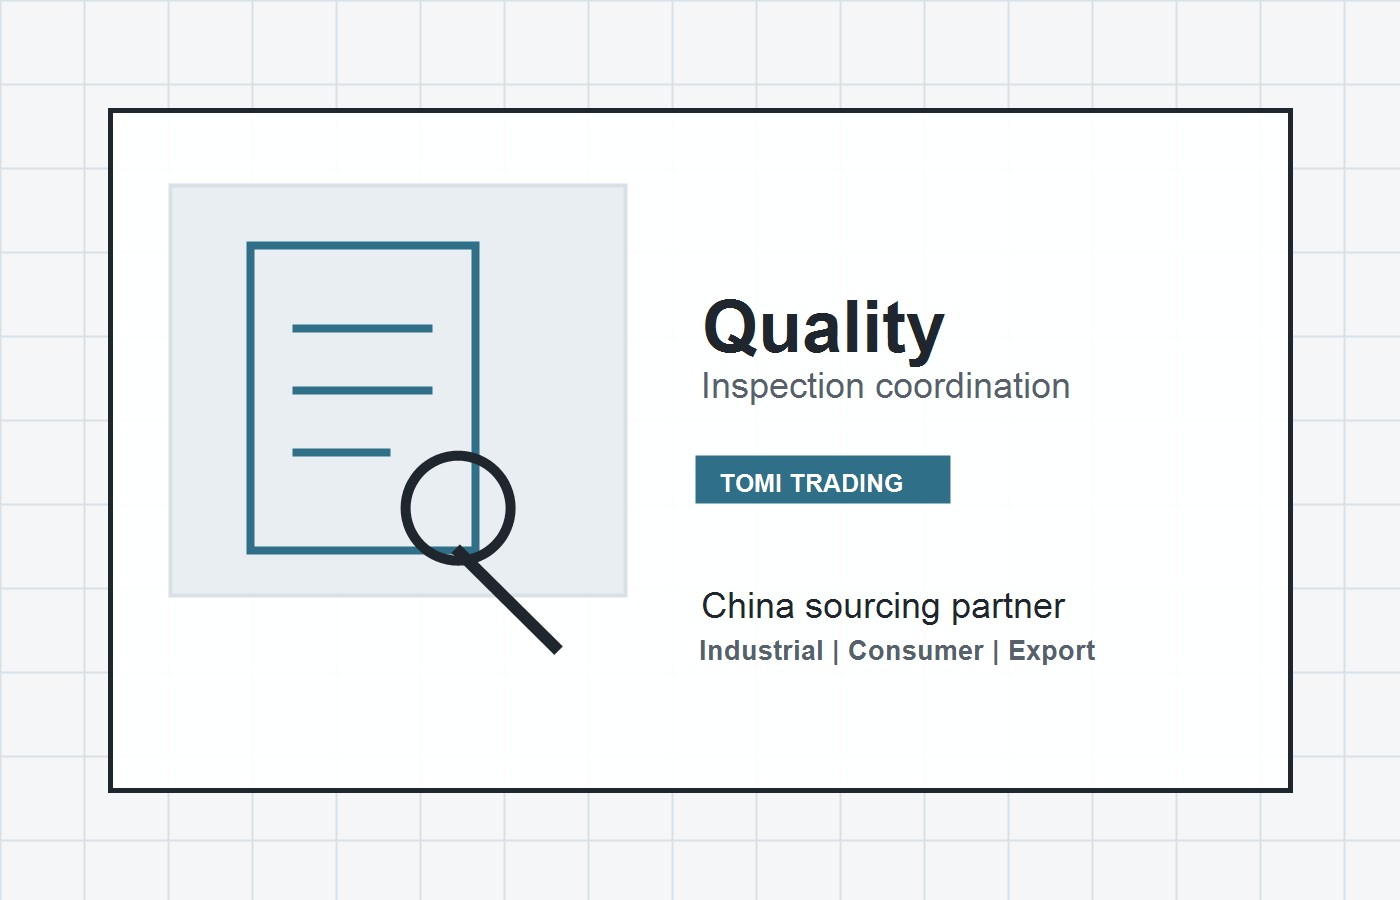 Quality
Inspection coordination
TOMI TRADING
China sourcing partner
Industrial | Consumer | Export